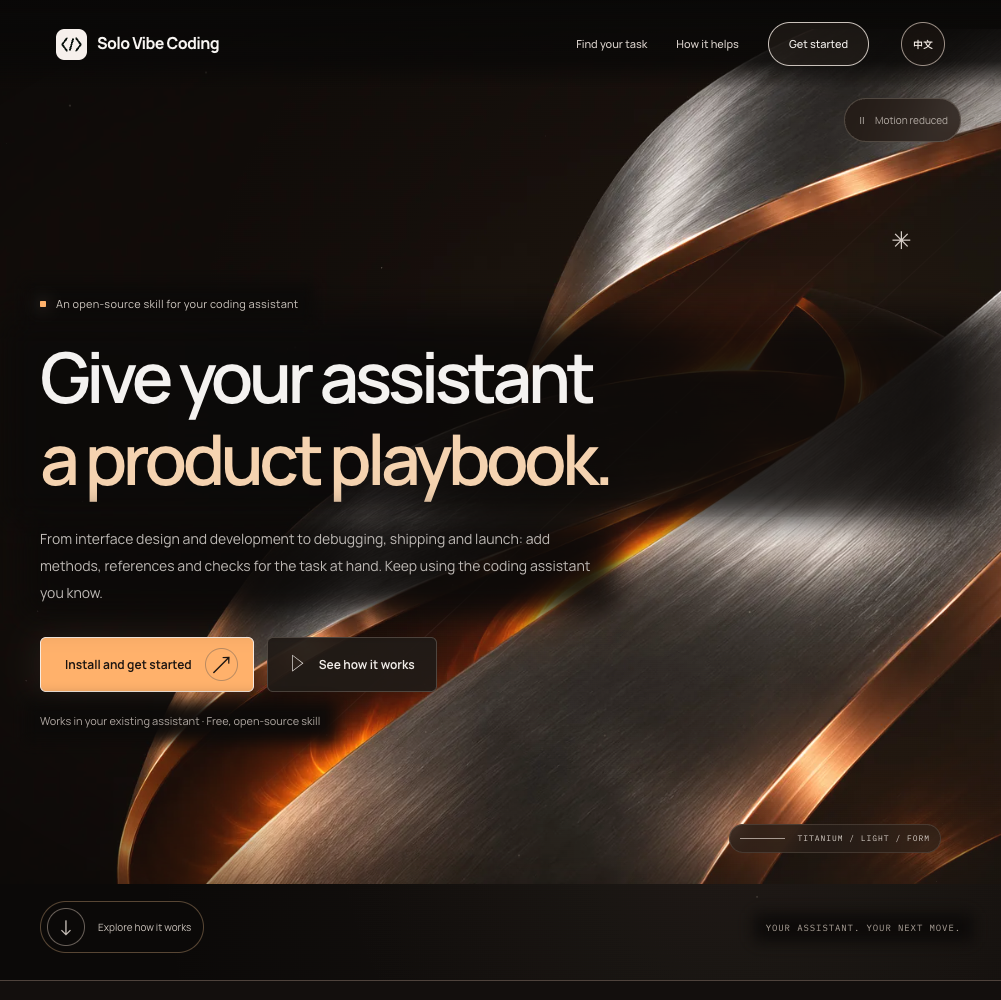 Solo Vibe Coding
Find your task
How it helps
Get started
中文
Motion reduced
An open-source skill for your coding assistant
Give your assistant
a product playbook.
From interface design and development to debugging, shipping and launch: add
methods, references and checks for the task at hand. Keep using the coding assistant
you know.
Install and get started
See how it works
Works in your existing assistant · Free, open-source skill
TITANIUM / LIGHT / FORM
Explore how it works
YOUR ASSISTANT. YOUR NEXT MOVE.